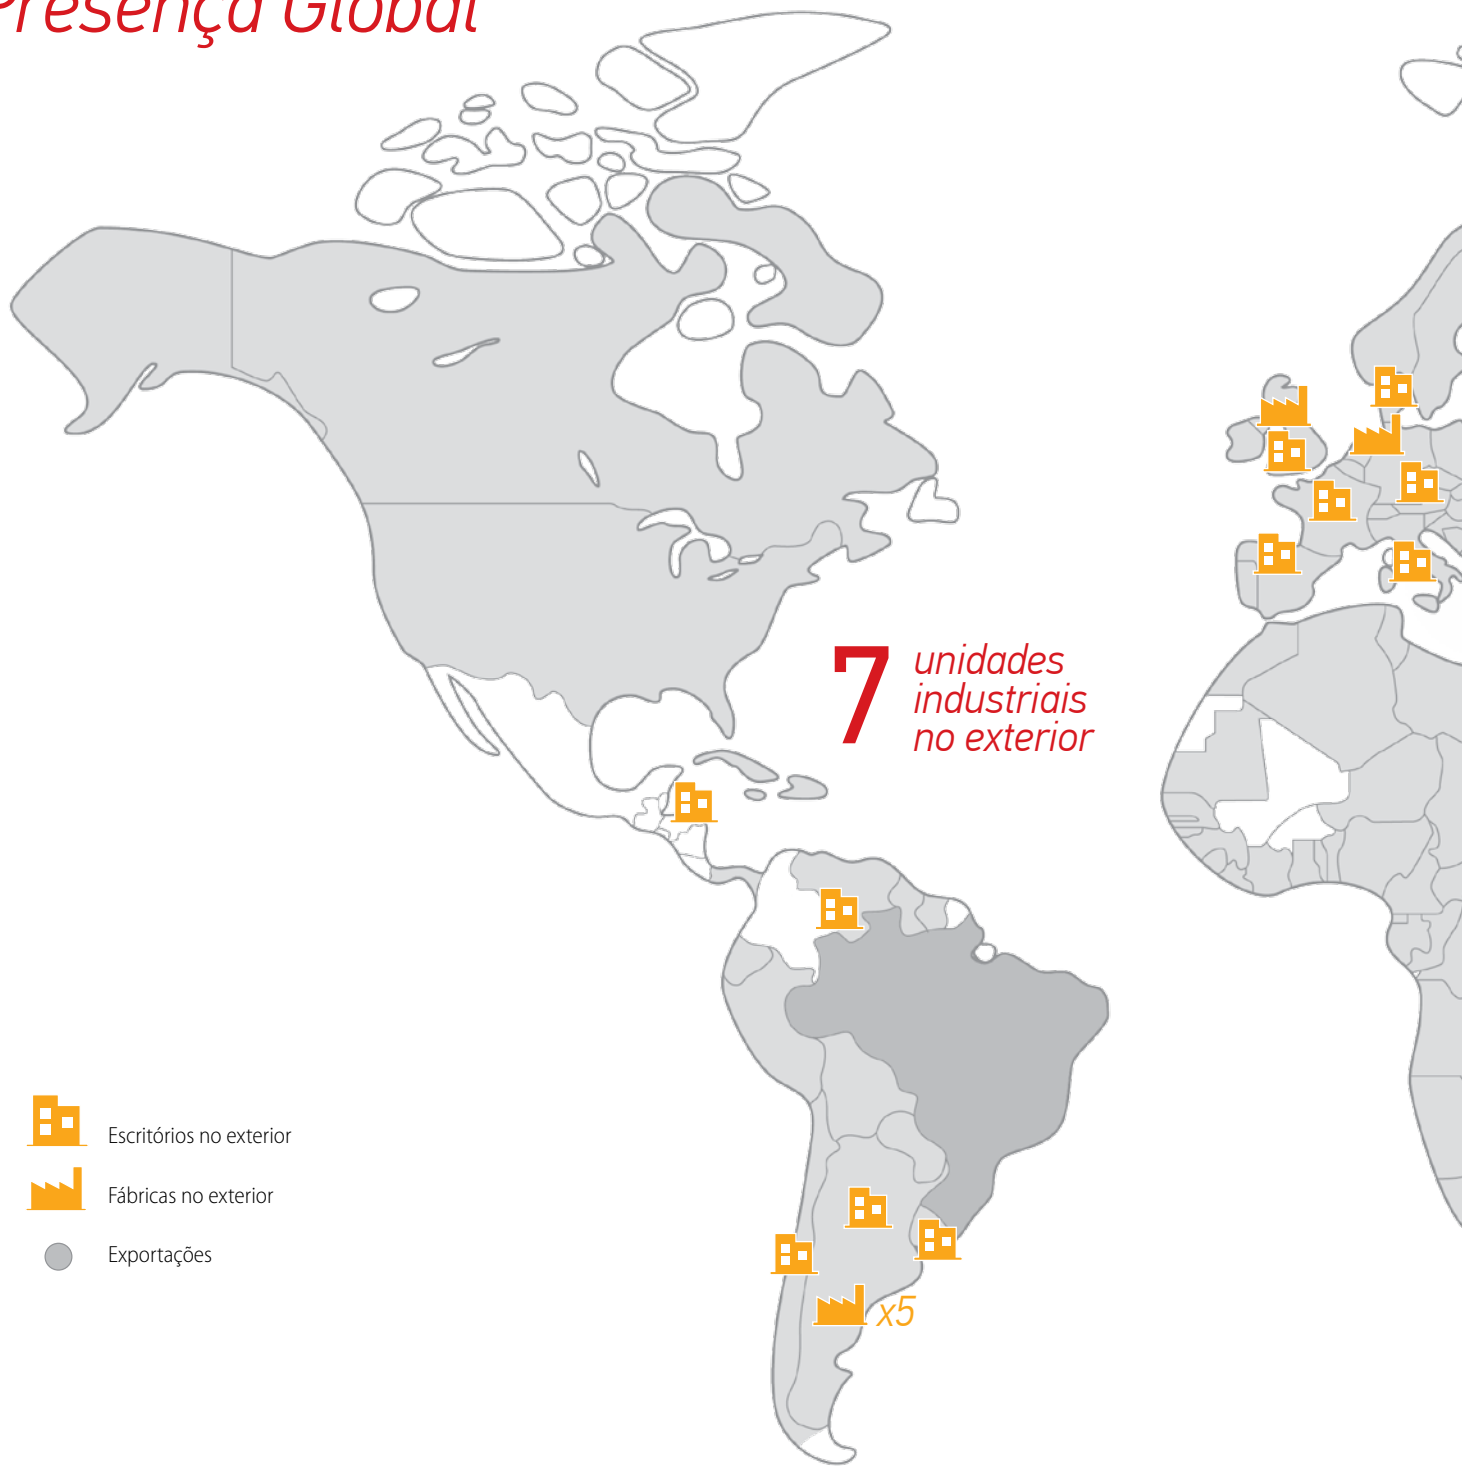 Presença Global
7
unidades
industriais
no exterior
Escritórios no exterior
Fábricas no exterior
Exportações
x5